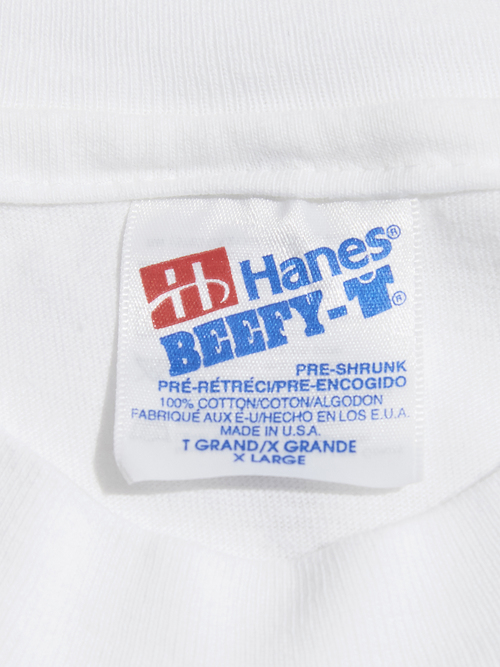 H Hanes®
BEEFY-T®
PRE-SHRUNK
PRÉ-RÉTRÉCI/PRE-ENCOGIDO
100% COTTON/COTON/ALGODON
FABRIQUÉ AUX É-U/HECHO EN LOS E.U.A.
MADE IN U.S.A.
T GRAND/X GRANDE
X LARGE